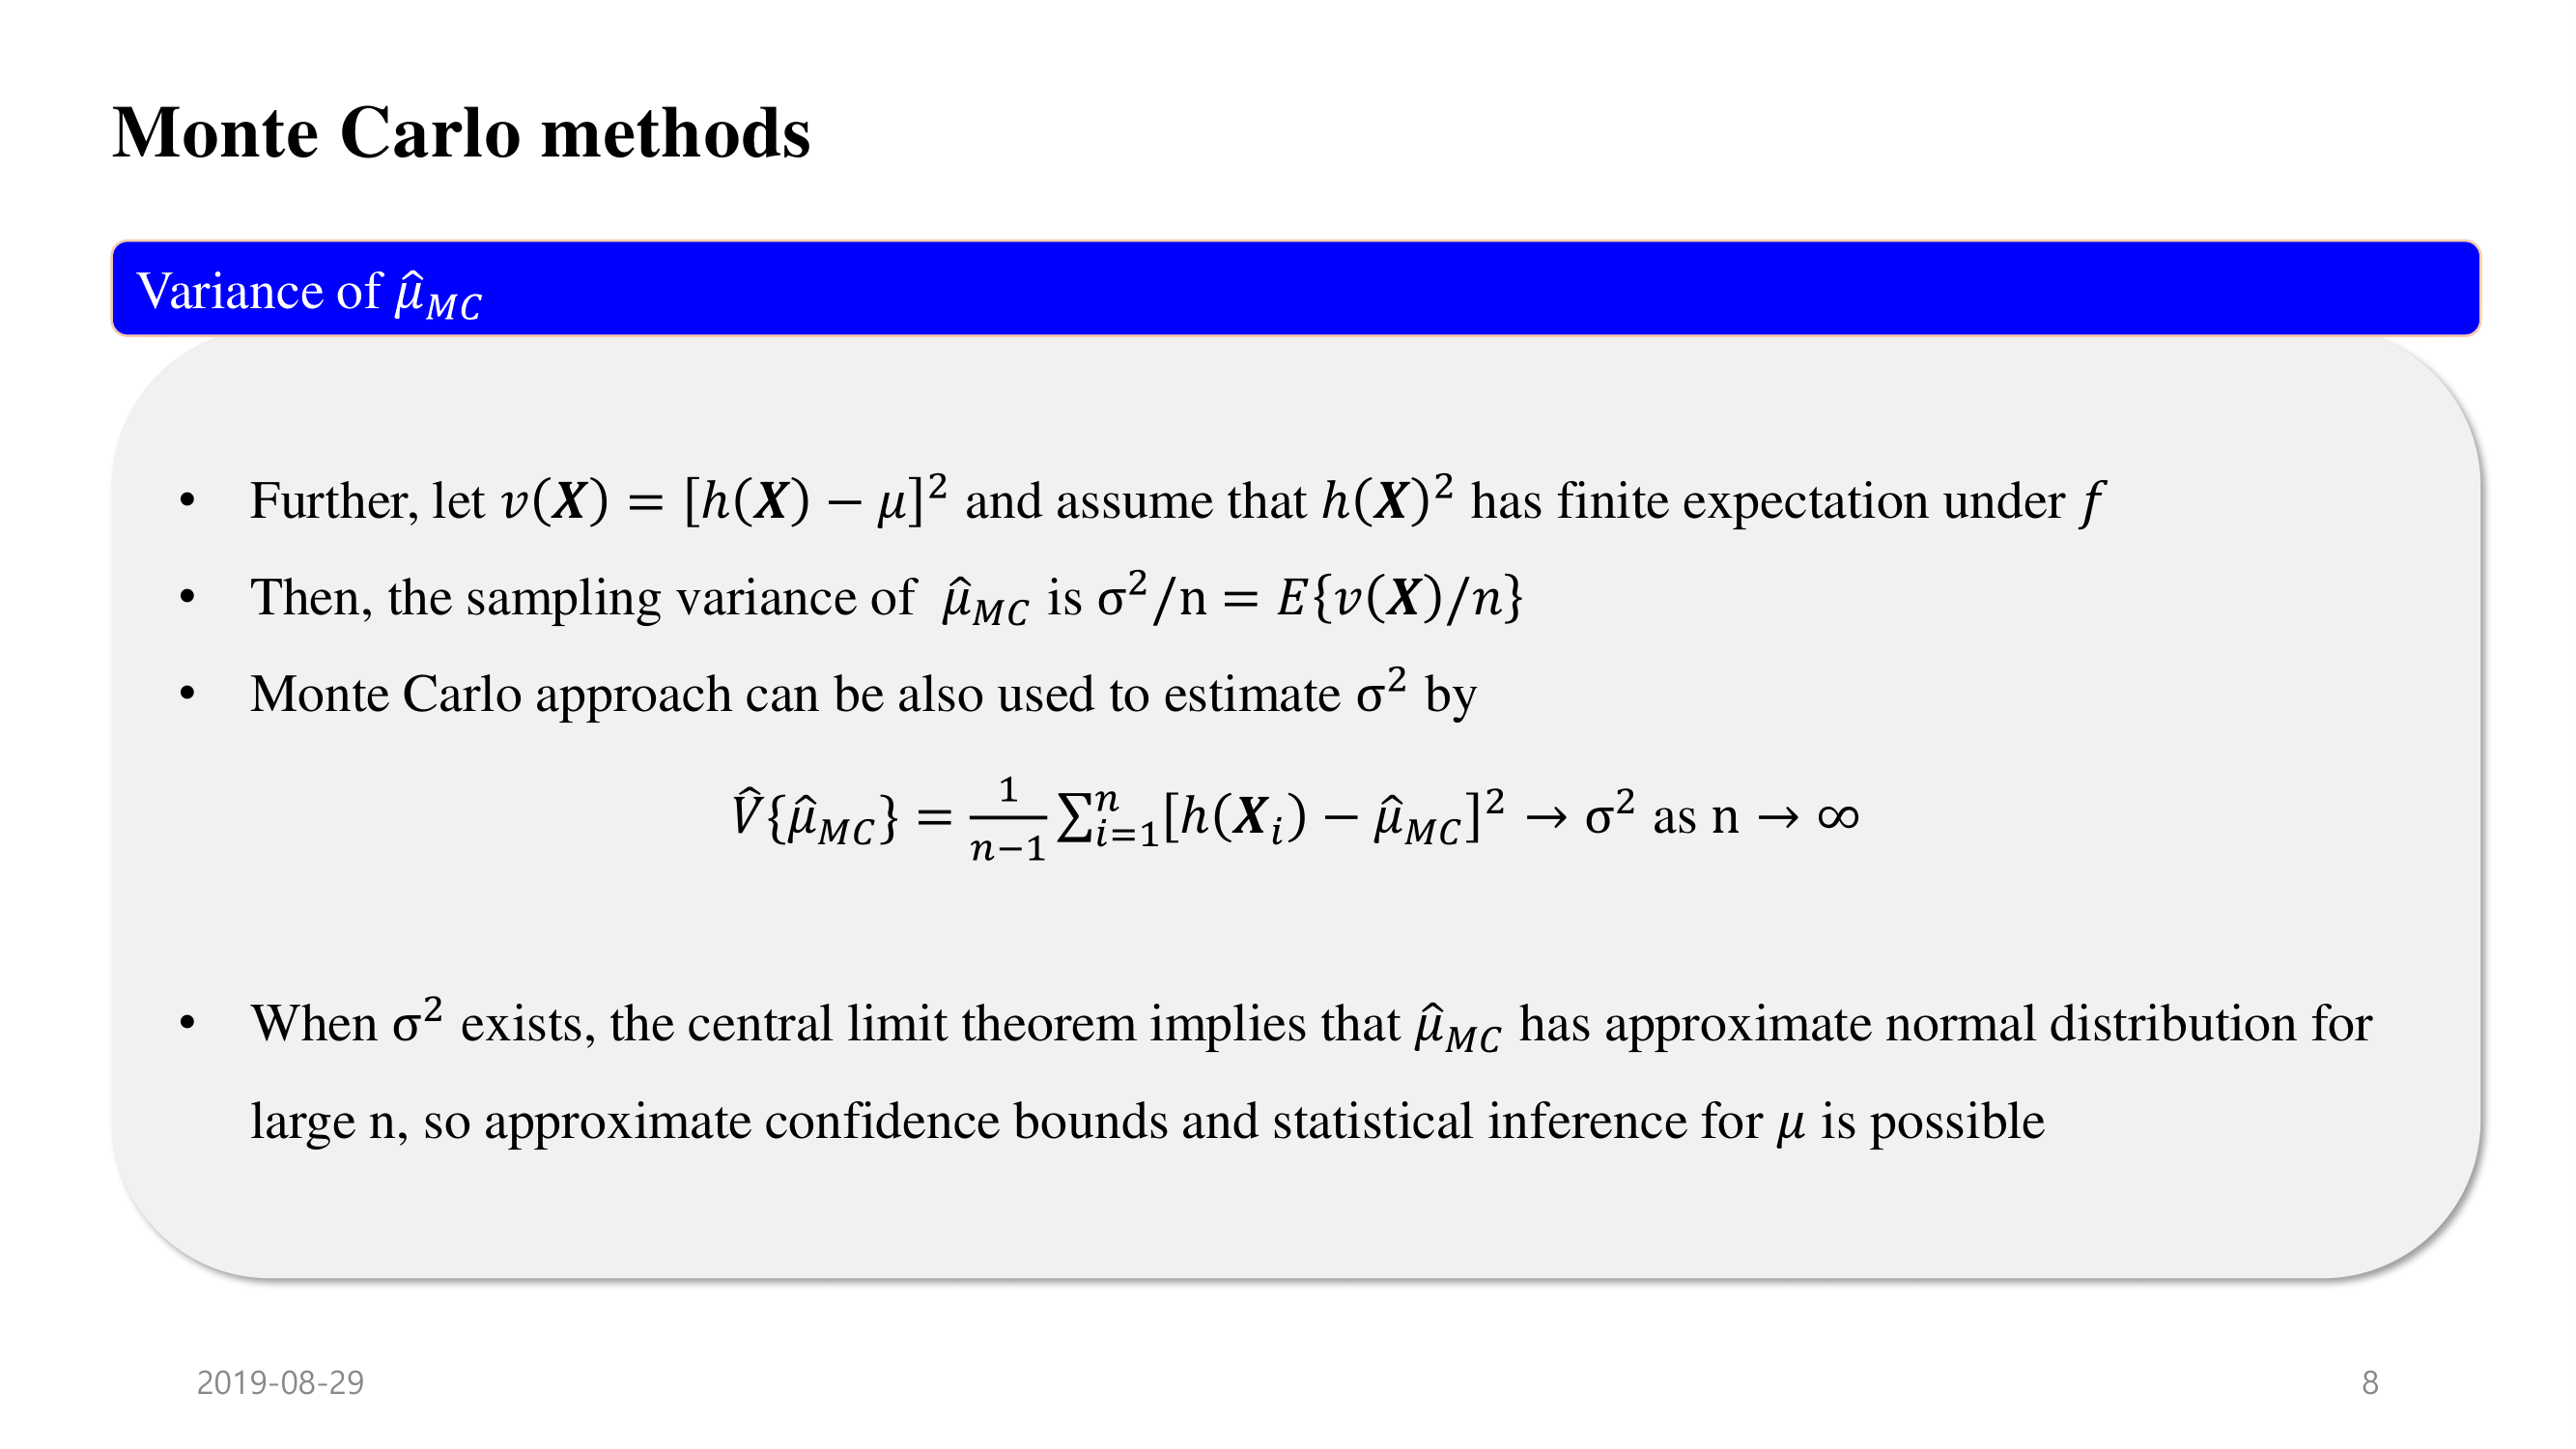 Monte Carlo methods
Variance of $\hat{\mu}_{MC}$
• Further, let $v(\boldsymbol{X}) = [h(\boldsymbol{X}) - \mu]^2$ and assume that $h(\boldsymbol{X})^2$ has finite expectation under $f$
• Then, the sampling variance of $\hat{\mu}_{MC}$ is $\sigma^2/\mathrm{n} = E\{v(\boldsymbol{X})/n\}$
• Monte Carlo approach can be also used to estimate $\sigma^2$ by
$\hat{V}\{\hat{\mu}_{MC}\} = \frac{1}{n-1}\sum_{i=1}^{n}[h(\boldsymbol{X}_i) - \hat{\mu}_{MC}]^2 \rightarrow \sigma^2$ as n $\rightarrow \infty$
• When $\sigma^2$ exists, the central limit theorem implies that $\hat{\mu}_{MC}$ has approximate normal distribution for
large n, so approximate confidence bounds and statistical inference for $\mu$ is possible
2019-08-29
8